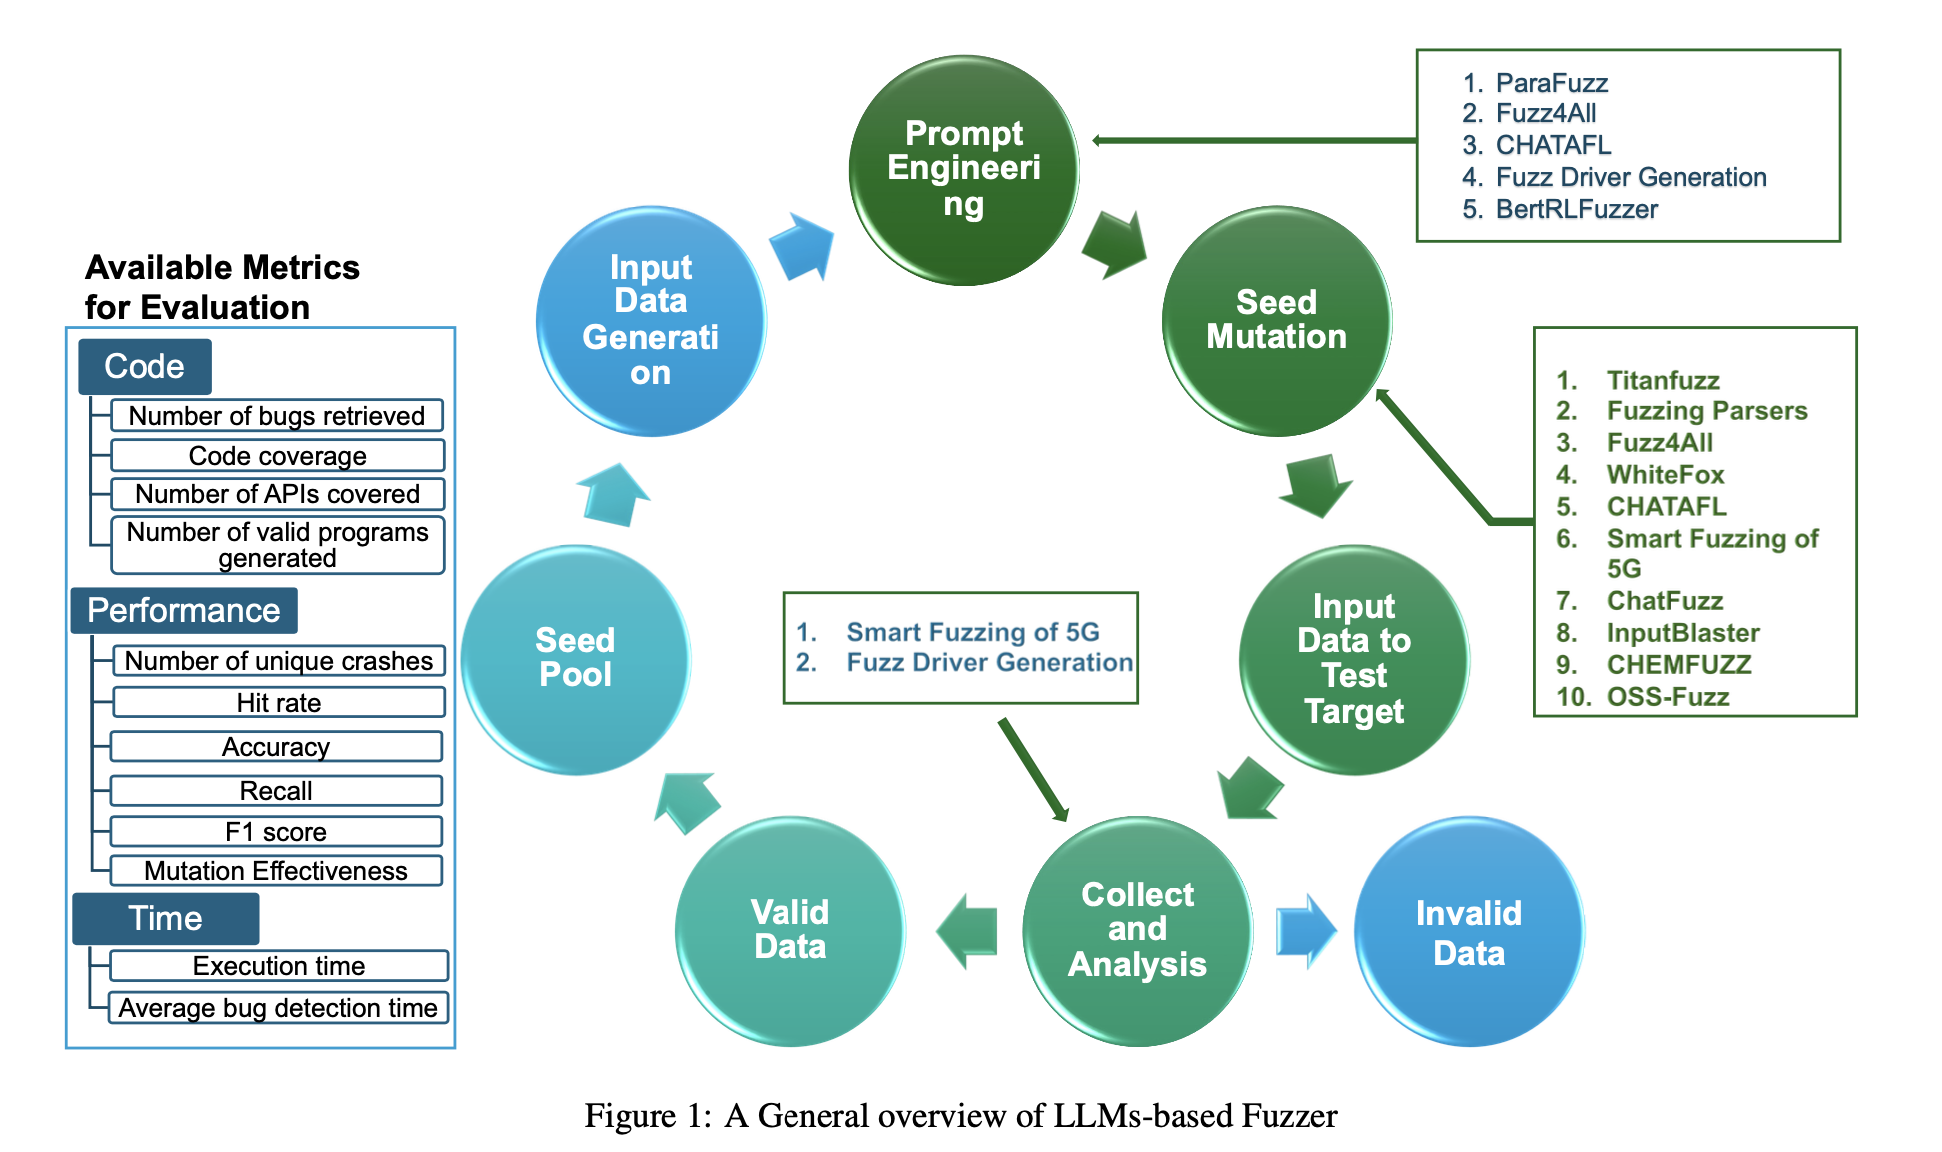 Prompt
Engineeri
ng
1. ParaFuzz
2. Fuzz4All
3. CHATAFL
4. Fuzz Driver Generation
5. BertRLFuzzer
Input
Data
Generati
on
Seed
Mutation
Available Metrics
for Evaluation
Code
Number of bugs retrieved
Code coverage
Number of APIs covered
Number of valid programs
generated
Performance
Number of unique crashes
Hit rate
Accuracy
Recall
F1 score
Mutation Effectiveness
Time
Execution time
Average bug detection time
1. Titanfuzz
2. Fuzzing Parsers
3. Fuzz4All
4. WhiteFox
5. CHATAFL
6. Smart Fuzzing of
5G
7. ChatFuzz
8. InputBlaster
9. CHEMFUZZ
10. OSS-Fuzz
Seed
Pool
1. Smart Fuzzing of 5G
2. Fuzz Driver Generation
Input
Data to
Test
Target
Valid
Data
Collect
and
Analysis
Invalid
Data
Figure 1: A General overview of LLMs-based Fuzzer